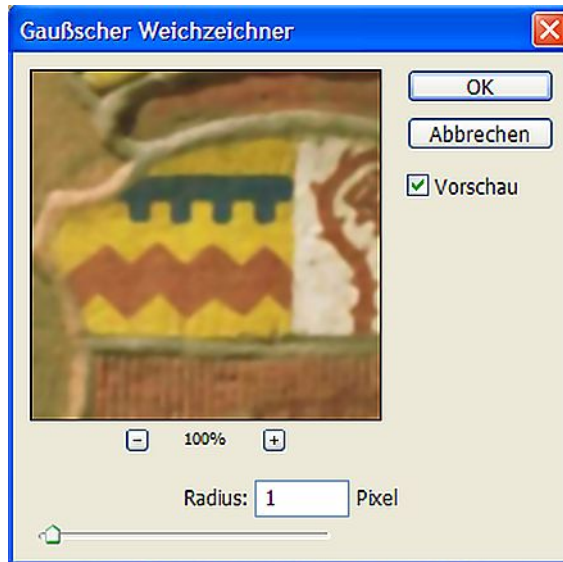 Gaußscher Weichzeichner
OK
Abbrechen
Vorschau
100%
Radius: 1 Pixel